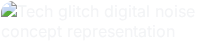 Tech glitch digital noise
concept representation